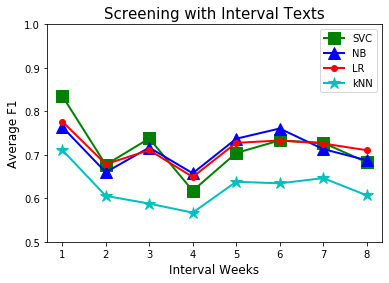 Screening with Interval Texts
1.0
0.9
0.8
0.7
0.6
0.5
Average F1
SVC
NB
LR
kNN
1 2 3 4 5 6 7 8
Interval Weeks